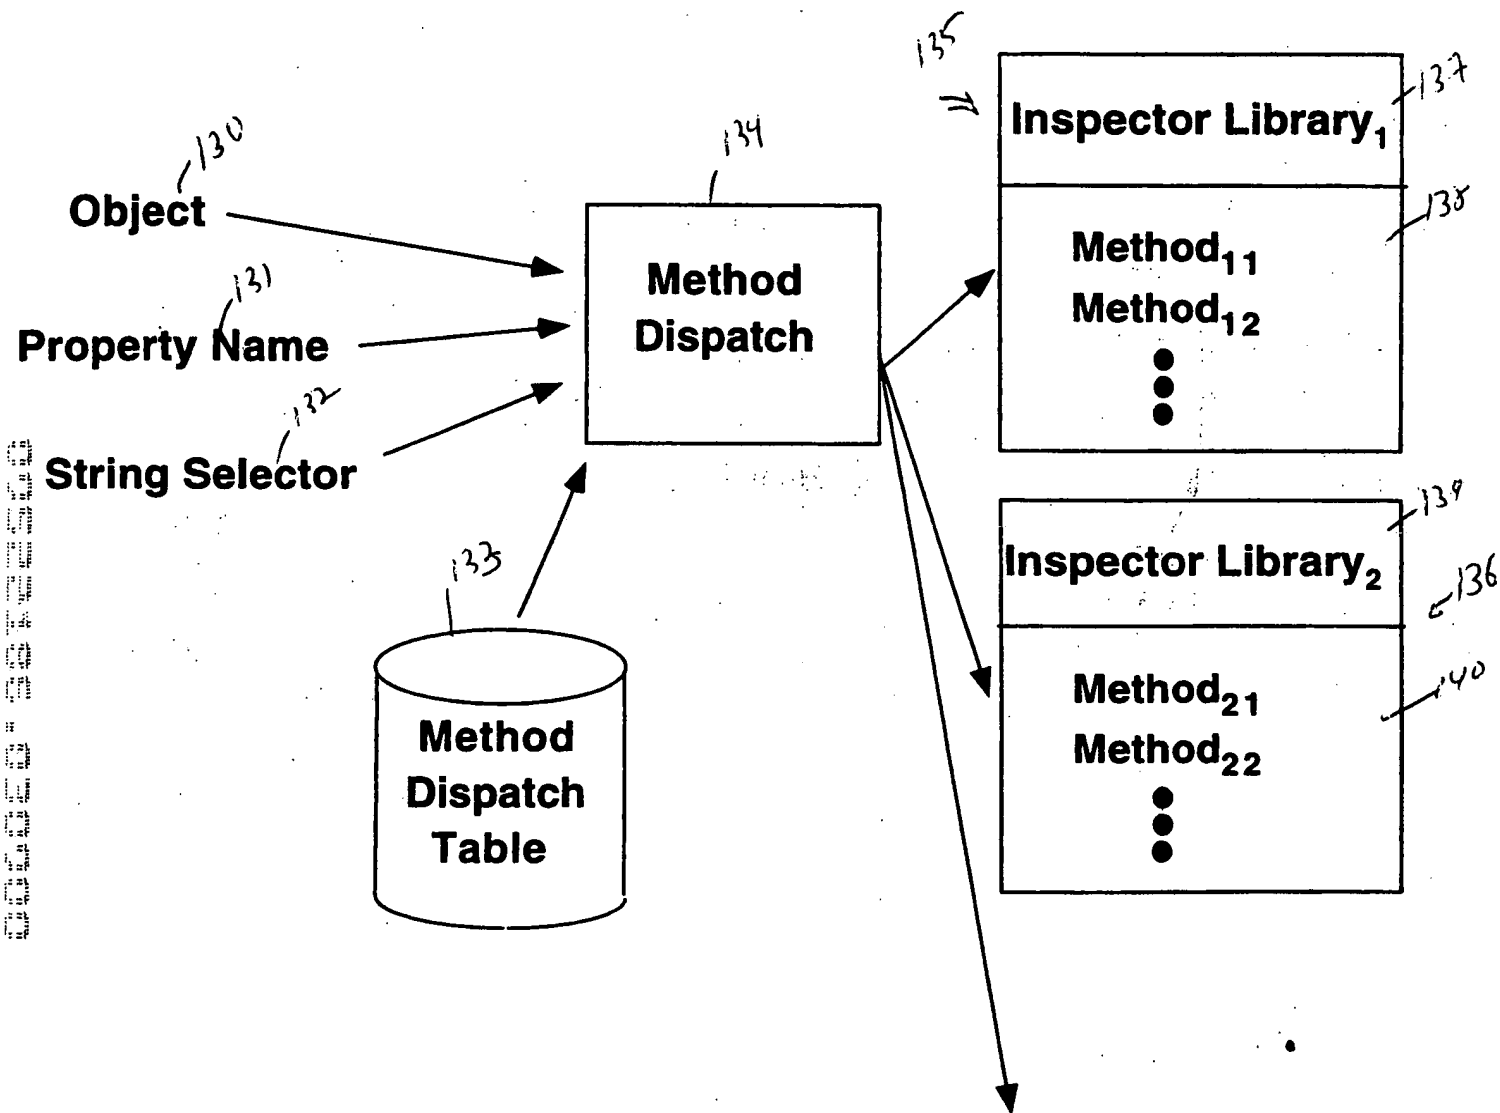 135
137
Inspector Library1
130
134
Object
138
Method11
131
Method
Dispatch
Method12
Property Name
132
String Selector
139
133
Inspector Library2
136
Method21
140
Method
Dispatch
Table
Method22